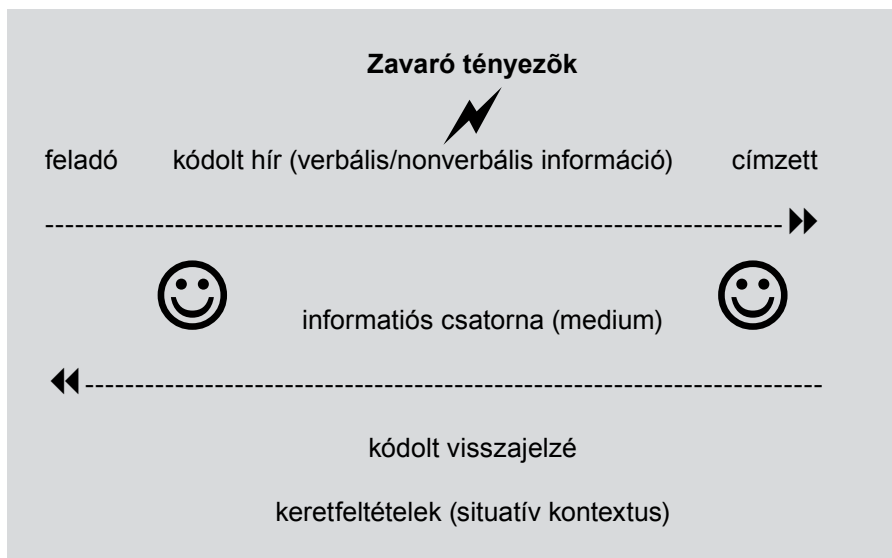 Zavaró tényezõk
feladó kódolt hír (verbális/nonverbális információ) címzett
informatiós csatorna (medium)
kódolt visszajelzé
keretfeltételek (situatív kontextus)